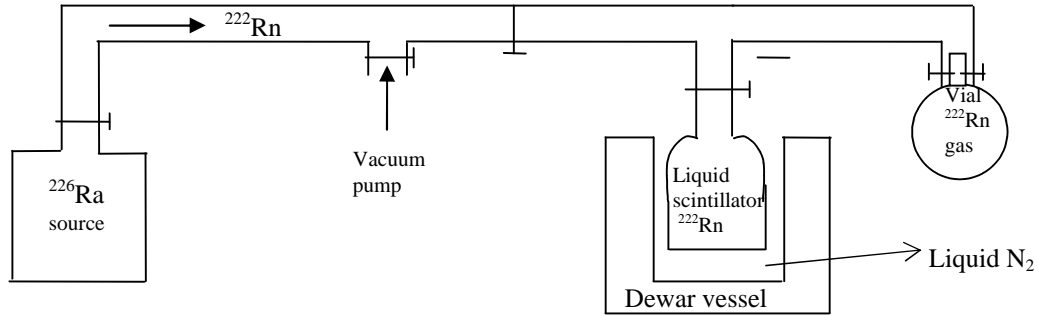 ²²²Rn
²²⁶Ra
source
Vacuum
pump
Liquid
scintillator
²²²Rn
Vial
²²²Rn
gas
Liquid N₂
Dewar vessel